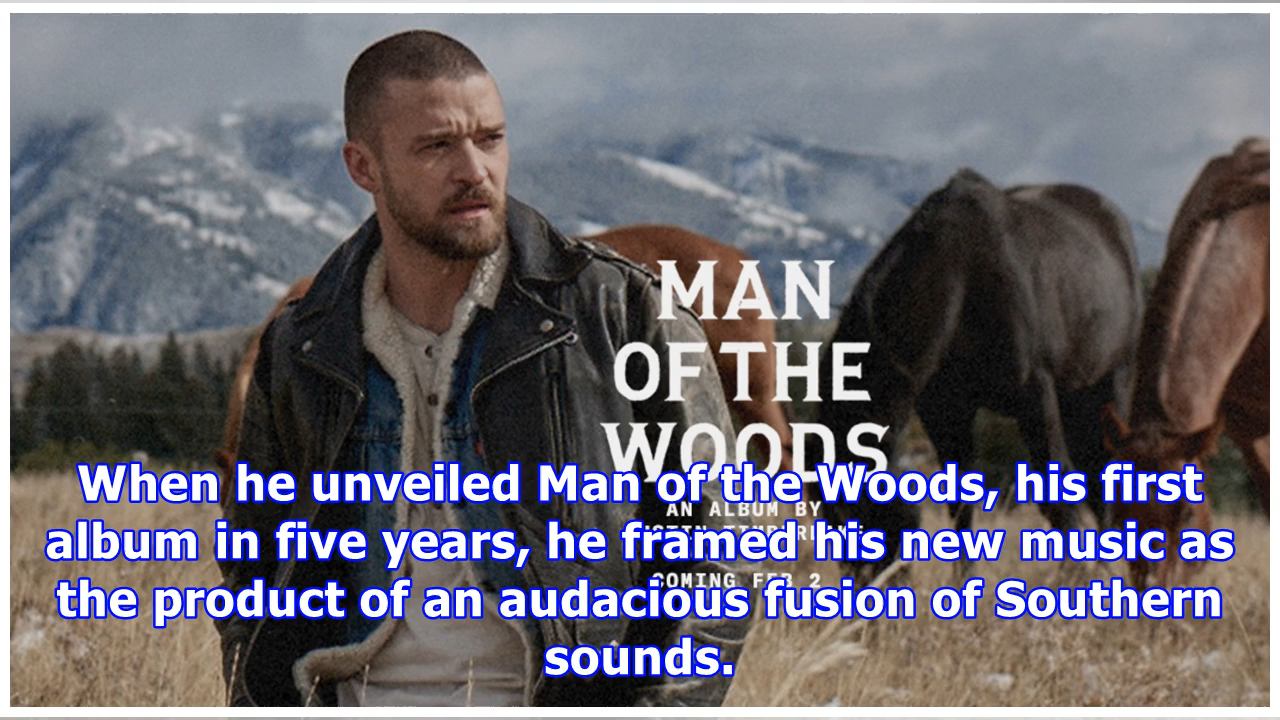 MAN
OF THE
WOODS
AN ALBUM BY
COMING FEB 2
When he unveiled Man of the Woods, his first
album in five years, he framed his new music as
the product of an audacious fusion of Southern
sounds.